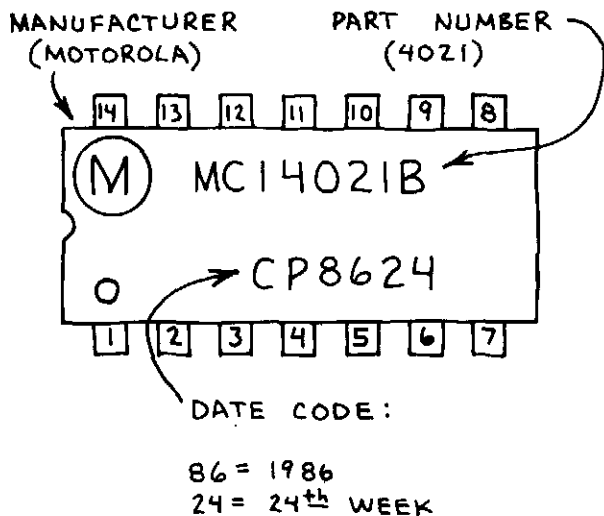 MANUFACTURER
(MOTOROLA)
PART NUMBER
(4021)
14 13 12 11 10 9 8
M MC14021B
CP8624
1 2 3 4 5 6 7
DATE CODE:
86 = 1986
24 = 24th WEEK